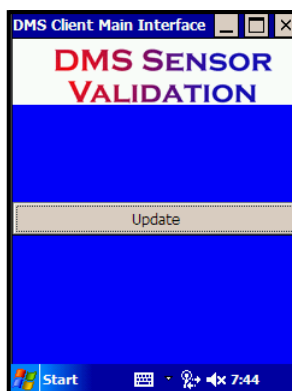 DMS Client Main Interface
DMS SENSOR
VALIDATION
Update
Start 7:44